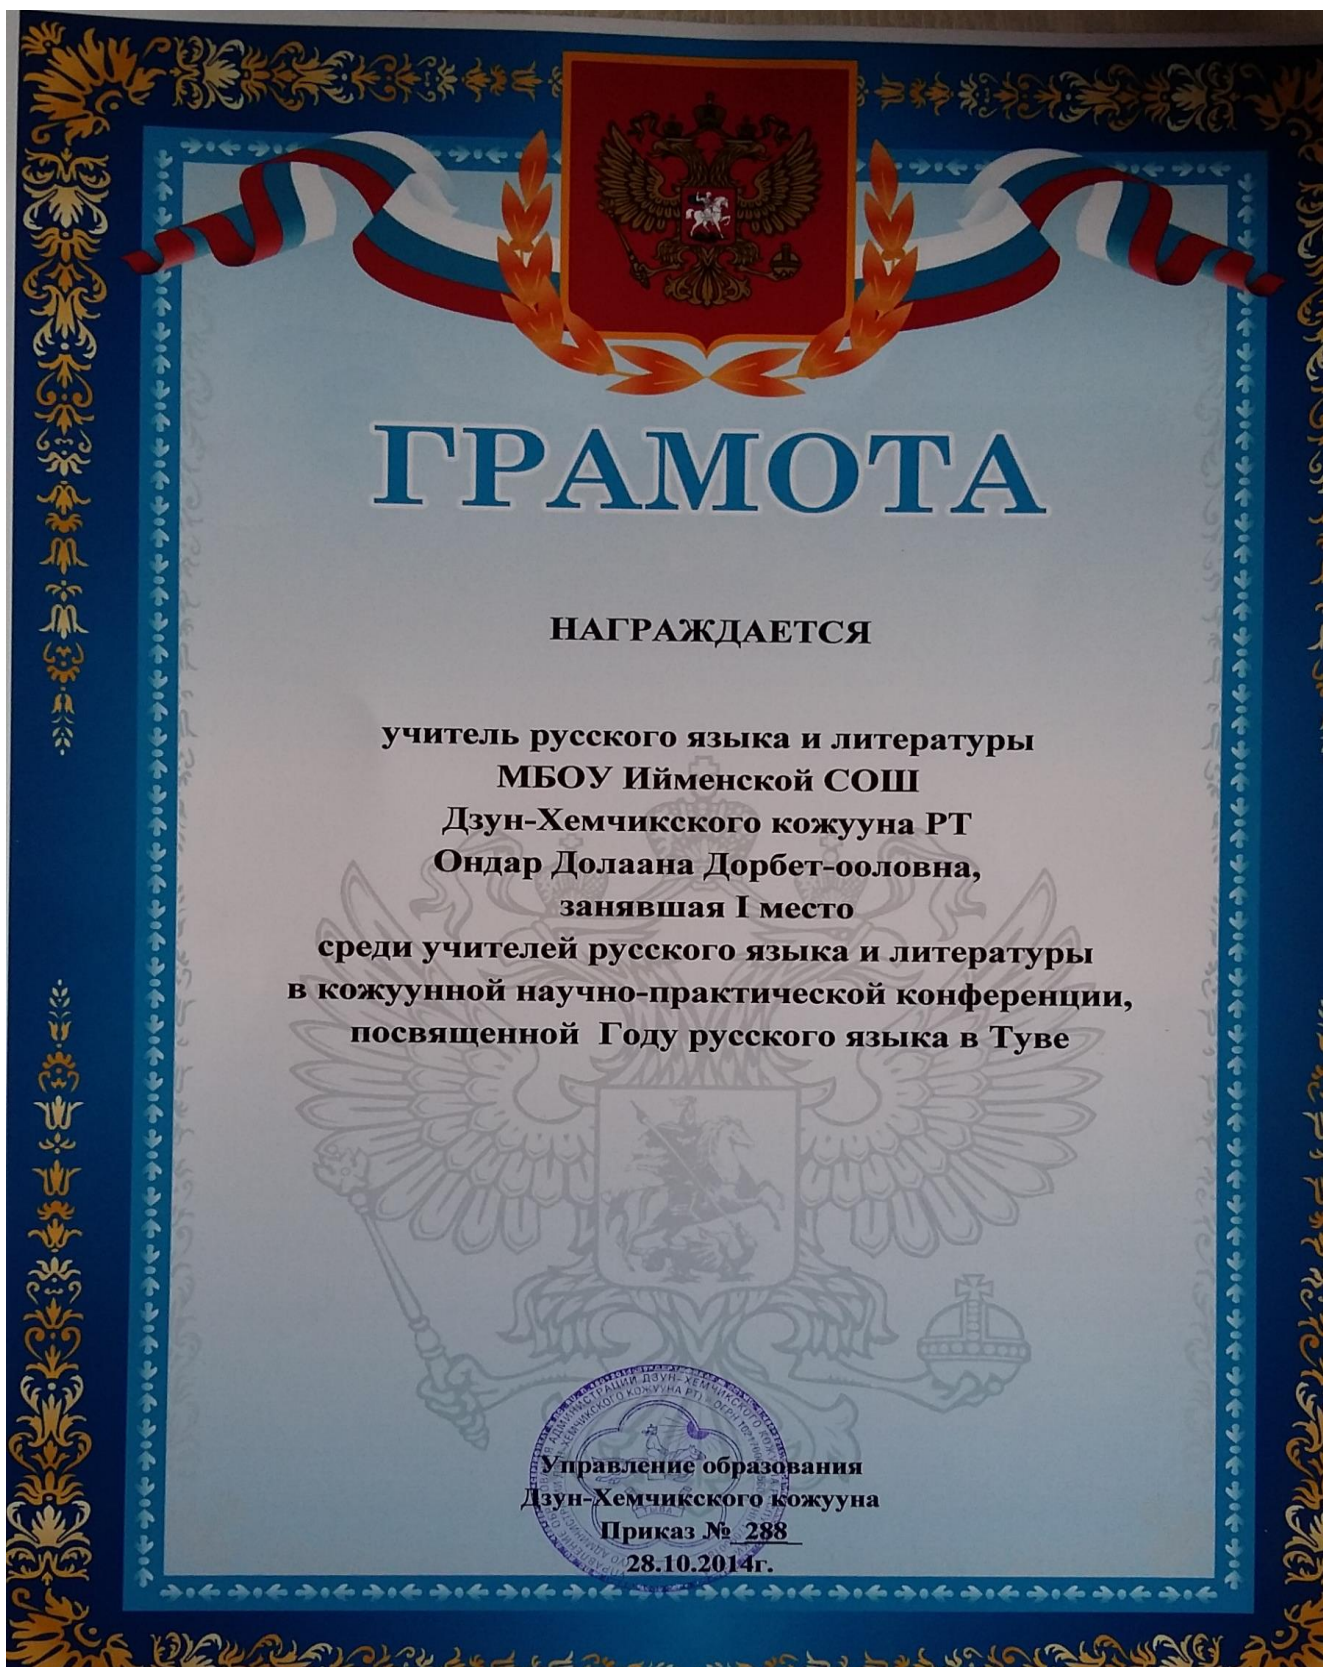 ГРАМОТА
НАГРАЖДАЕТСЯ
учитель русского языка и литературы
МБОУ Ийменской СОШ
Дзун-Хемчикского кожууна РТ
Ондар Долаана Дорбет-ооловна,
занявшая I место
среди учителей русского языка и литературы
в кожуунной научно-практической конференции,
посвященной Году русского языка в Туве
Управление образования
Дзун-Хемчикского кожууна
Приказ № 288
28.10.2014г.